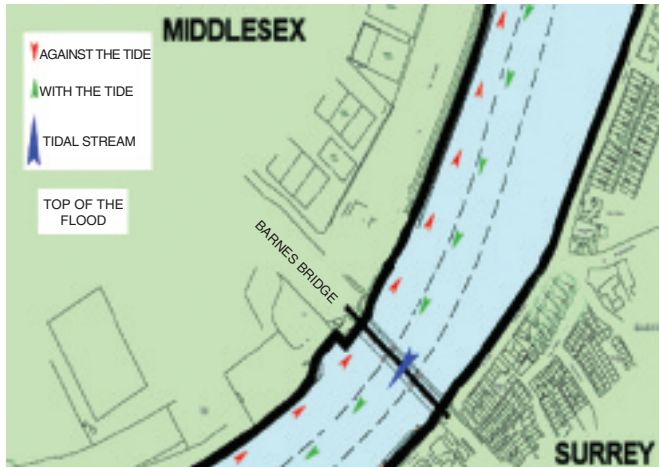 MIDDLESEX
AGAINST THE TIDE
WITH THE TIDE
TIDAL STREAM
TOP OF THE
FLOOD
BARNES BRIDGE
SURREY